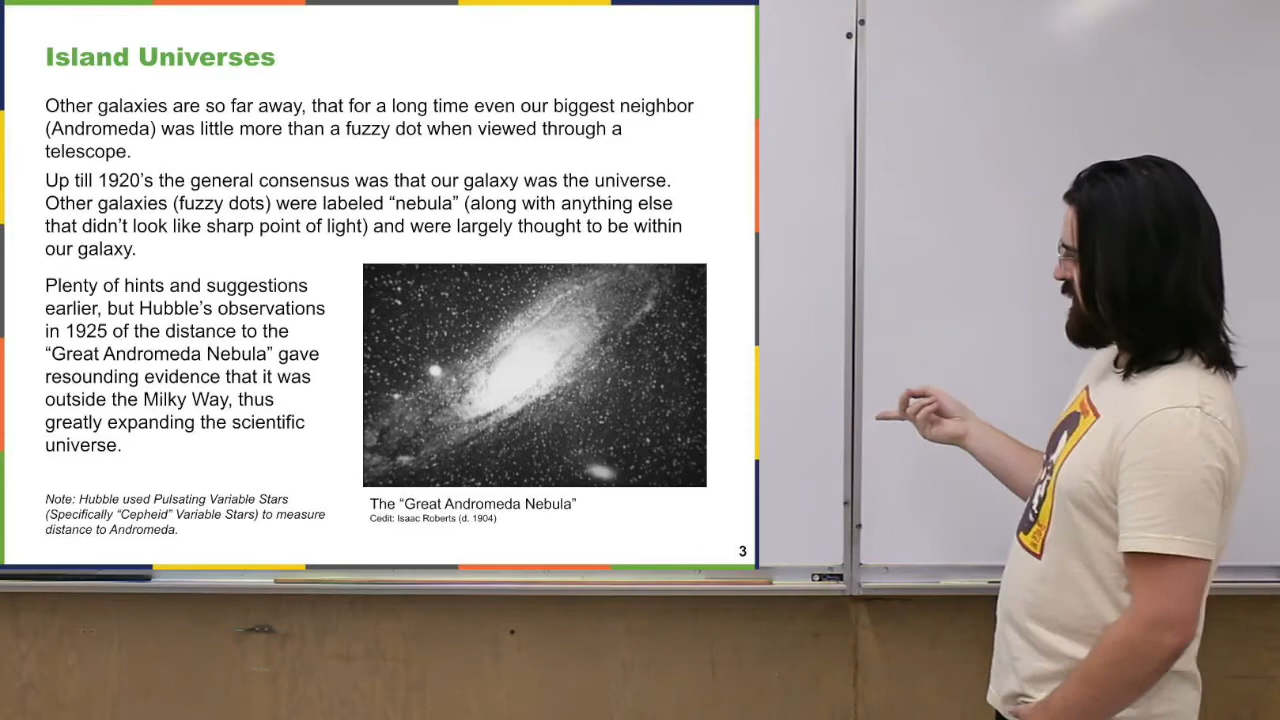 Island Universes
Other galaxies are so far away, that for a long time even our biggest neighbor
(Andromeda) was little more than a fuzzy dot when viewed through a
telescope.
Up till 1920's the general consensus was that our galaxy was the universe.
Other galaxies (fuzzy dots) were labeled “nebula” (along with anything else
that didn't look like sharp point of light) and were largely thought to be within
our galaxy.
Plenty of hints and suggestions
earlier, but Hubble's observations
in 1925 of the distance to the
“Great Andromeda Nebula” gave
resounding evidence that it was
outside the Milky Way, thus
greatly expanding the scientific
universe.
Note: Hubble used Pulsating Variable Stars
(Specifically “Cepheid” Variable Stars) to measure
distance to Andromeda.
The “Great Andromeda Nebula”
Cedit: Isaac Roberts (d. 1904)
3